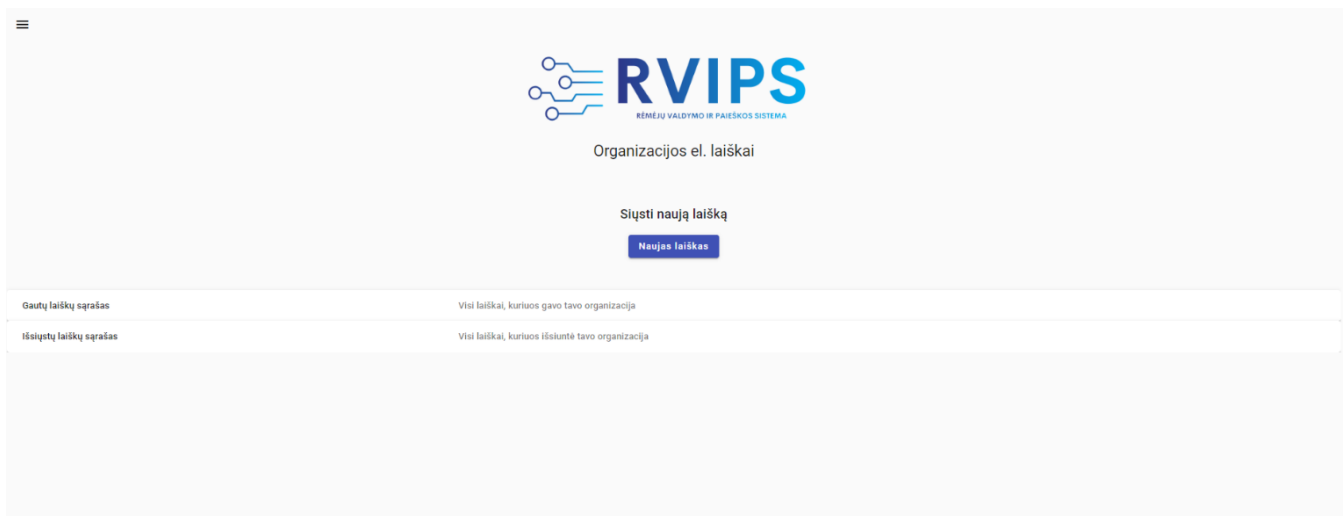 RVIPS
RĖMĖJŲ VALDYMO IR PAIEŠKOS SISTEMA
Organizacijos el. laiškai
Siųsti naują laišką
Naujas laiškas
Gautų laiškų sąrašas Visi laiškai, kuriuos gavo tavo organizacija
Išsiųstų laiškų sąrašas Visi laiškai, kuriuos išsiuntė tavo organizacija